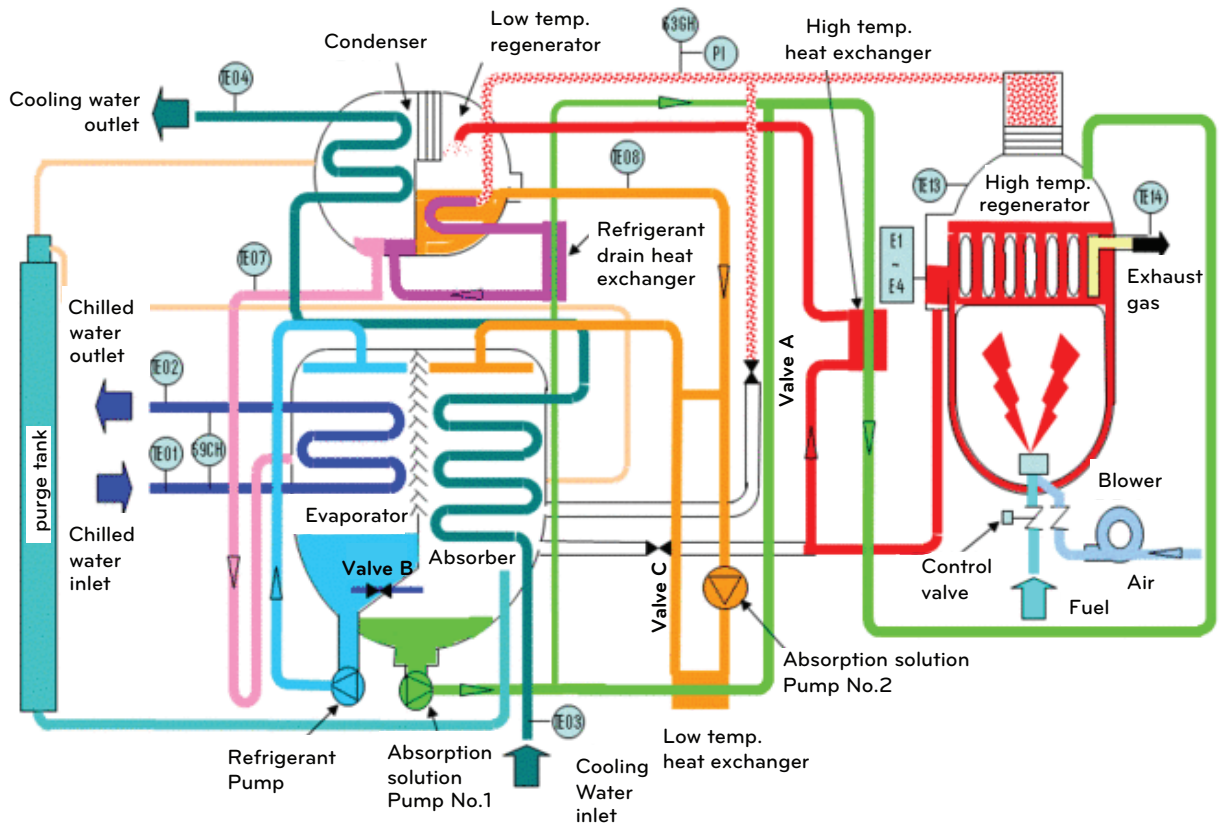 63GH
PI
Low temp.
regenerator
High temp.
heat exchanger
Condenser
TE04
Cooling water
outlet
TE08
TE13
High temp.
regenerator
TE14
E1
~
E4
Exhaust
gas
Refrigerant
drain heat
exchanger
TE07
Chilled
water
outlet
TE02
Valve A
purge tank
69CH
TE01
Chilled
water
inlet
Evaporator
Absorber
Valve B
Valve C
Blower
Control
valve
Air
Fuel
Absorption solution
Pump No.2
TE03
Low temp.
heat exchanger
Refrigerant
Pump
Absorption
solution
Pump No.1
Cooling
Water
inlet